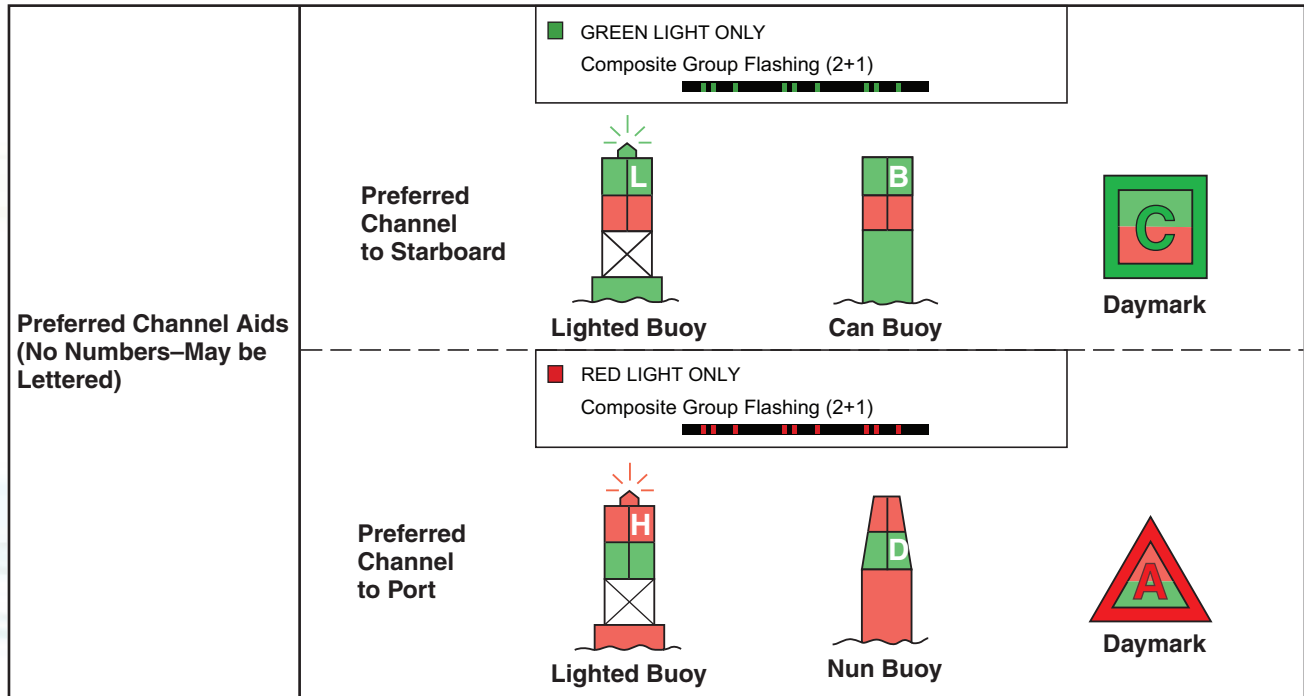 GREEN LIGHT ONLY
Composite Group Flashing (2+1)
Preferred
Channel
to Starboard
L
B
C
Lighted Buoy
Can Buoy
Daymark
Preferred Channel Aids
(No Numbers–May be
Lettered)
RED LIGHT ONLY
Composite Group Flashing (2+1)
Preferred
Channel
to Port
H
D
A
Lighted Buoy
Nun Buoy
Daymark